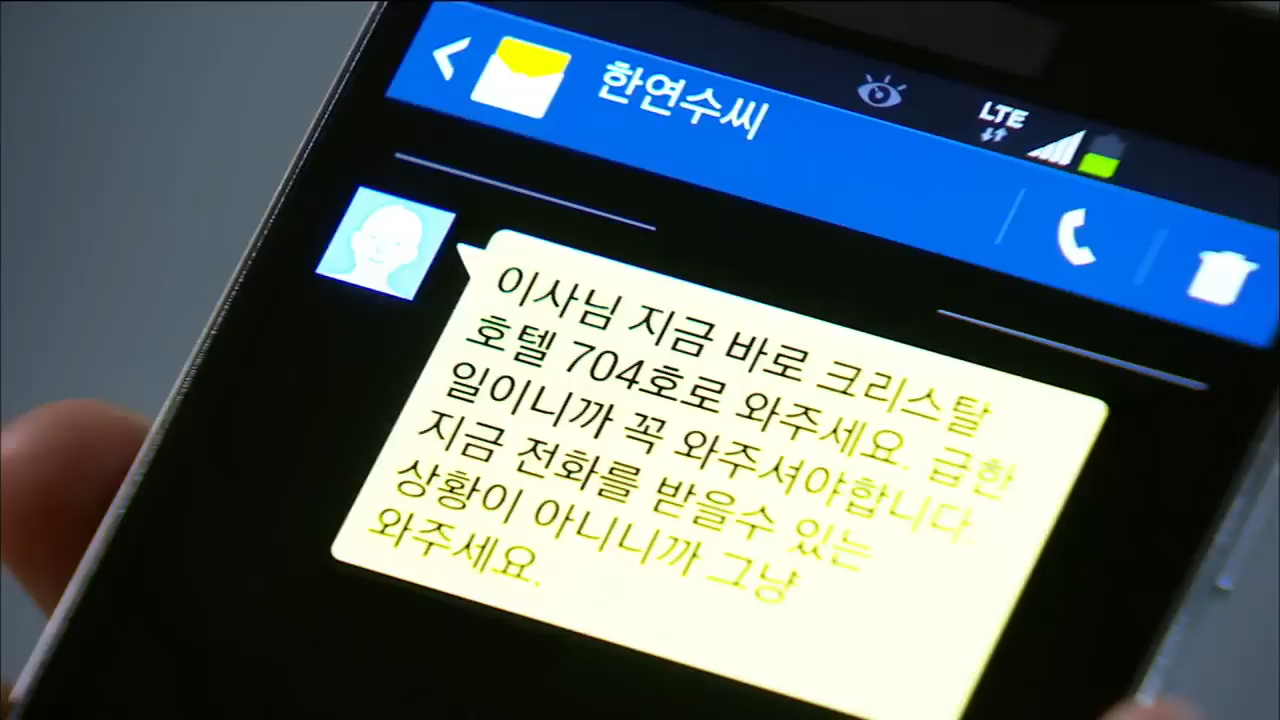 LTE
한연수씨
이사님 지금 바로 크리스탈
호텔 704호로 와주세요. 급한
일이니까 꼭 와주셔야합니다.
지금 전화를 받을수 있는
상황이 아니니까 그냥
와주세요.